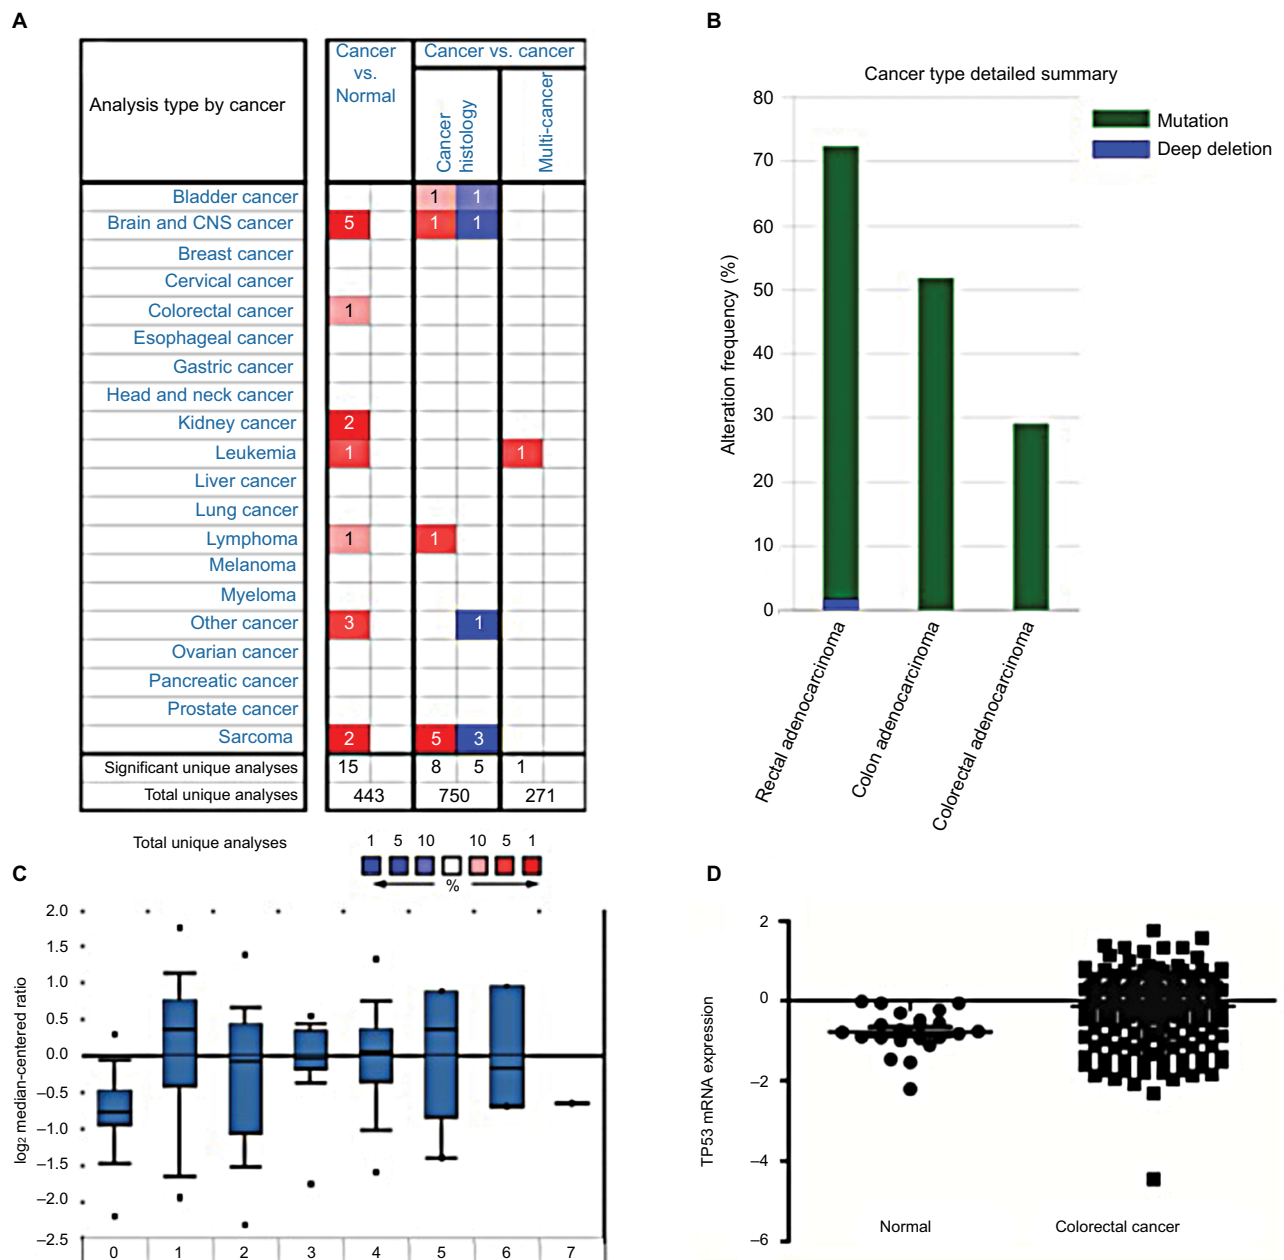 A
Analysis type by cancer
Cancer
vs.
Normal
Cancer vs. cancer
Cancer
histology
Multi-cancer
Bladder cancer 1 1
Brain and CNS cancer 5 1 1
Breast cancer
Cervical cancer
Colorectal cancer 1
Esophageal cancer
Gastric cancer
Head and neck cancer
Kidney cancer 2
Leukemia 1 1
Liver cancer
Lung cancer
Lymphoma 1 1
Melanoma
Myeloma
Other cancer 3 1
Ovarian cancer
Pancreatic cancer
Prostate cancer
Sarcoma 2 5 3
Significant unique analyses 15 8 5 1
Total unique analyses 443 750 271
Total unique analyses 1 5 10 10 5 1
%
B
Cancer type detailed summary
Mutation
Deep deletion
Alteration frequency (%)
80
70
60
50
40
30
20
10
0
Rectal adenocarcinoma
Colon adenocarcinoma
Colorectal adenocarcinoma
C
log₂ median-centered ratio
2.0
1.5
1.0
0.5
0.0
–0.5
–1.0
–1.5
–2.0
–2.5
0 1 2 3 4 5 6 7
D
TP53 mRNA expression
2
0
–2
–4
–6
Normal
Colorectal cancer